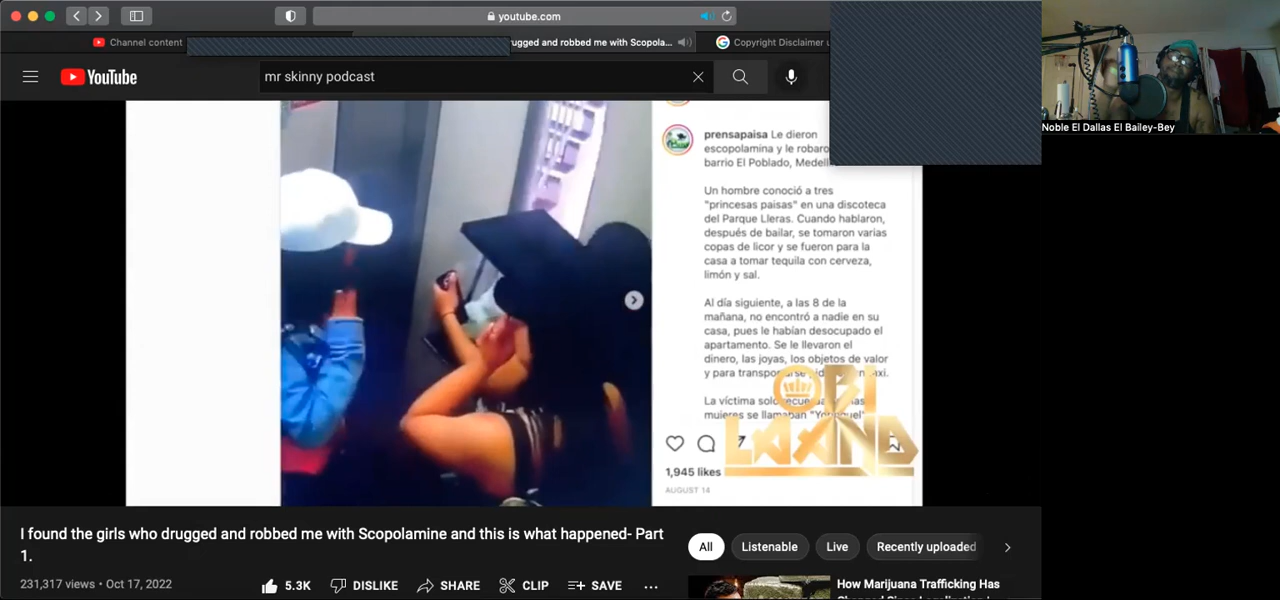 youtube.com
Channel content
rugged and robbed me with Scopola...
Copyright Disclaimer
YouTube
mr skinny podcast
Noble El Dallas El Bailey-Bey
prensapaisa Le dieron
escopolamina y le robaron
barrio El Poblado,
Un hombre conoció a tres
"princesas paisas" en una discoteca
del Parque Lleras. Cuando hablaron,
después de bailar, se tomaron varias
copas de licor y se fueron para la
casa a tomar tequila con cerveza,
limón y sal.
Al día siguiente, a las 8 de la
mañana, no encontró a nadie en su
casa, pues le habían desocupado el
apartamento. Se le llevaron el
dinero, las joyas, los objetos de valor
y para
La víctima
mujeres se llamaban
OBI
LAAND
1,945 likes
AUGUST 14
I found the girls who drugged and robbed me with Scopolamine and this is what happened- Part
1.
231,317 views • Oct 17, 2022
5.3K
DISLIKE
SHARE
CLIP
SAVE
...
All
Listenable
Live
Recently uploaded
How Marijuana Trafficking Has